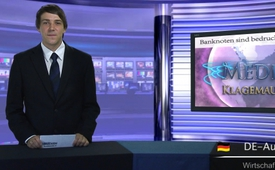 Banknoten sind bedruck
MEDI
KLAGEMAU
DE-Au
Wirtschaf